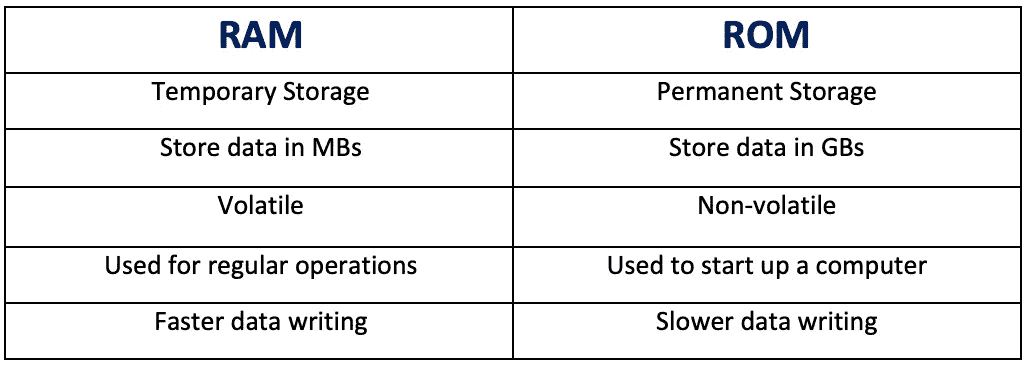 RAM ROM
Temporary Storage Permanent Storage
Store data in MBs Store data in GBs
Volatile Non-volatile
Used for regular operations Used to start up a computer
Faster data writing Slower data writing